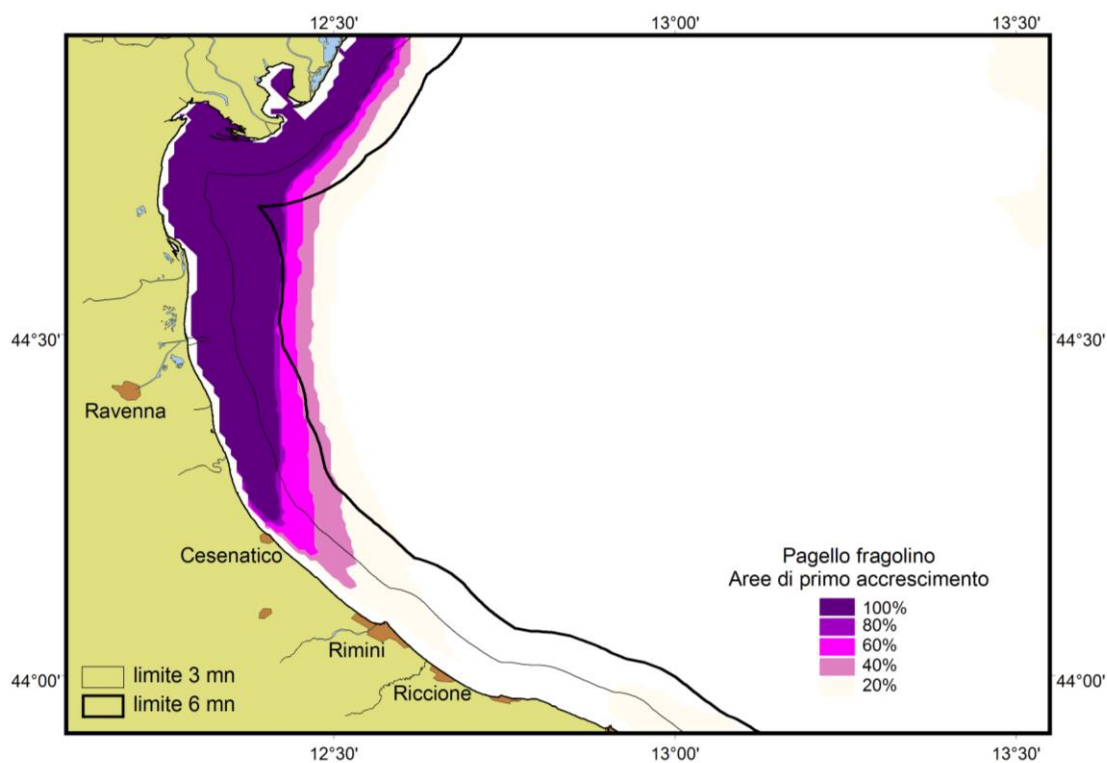 12°30' 13°00' 13°30'
44°30' 44°30'
Ravenna
Cesenatico
Pagello fragolino
Aree di primo accrescimento
100%
80%
60%
40%
20%
Rimini
Riccione
44°00' 44°00'
limite 3 mn
limite 6 mn
12°30' 13°00' 13°30'